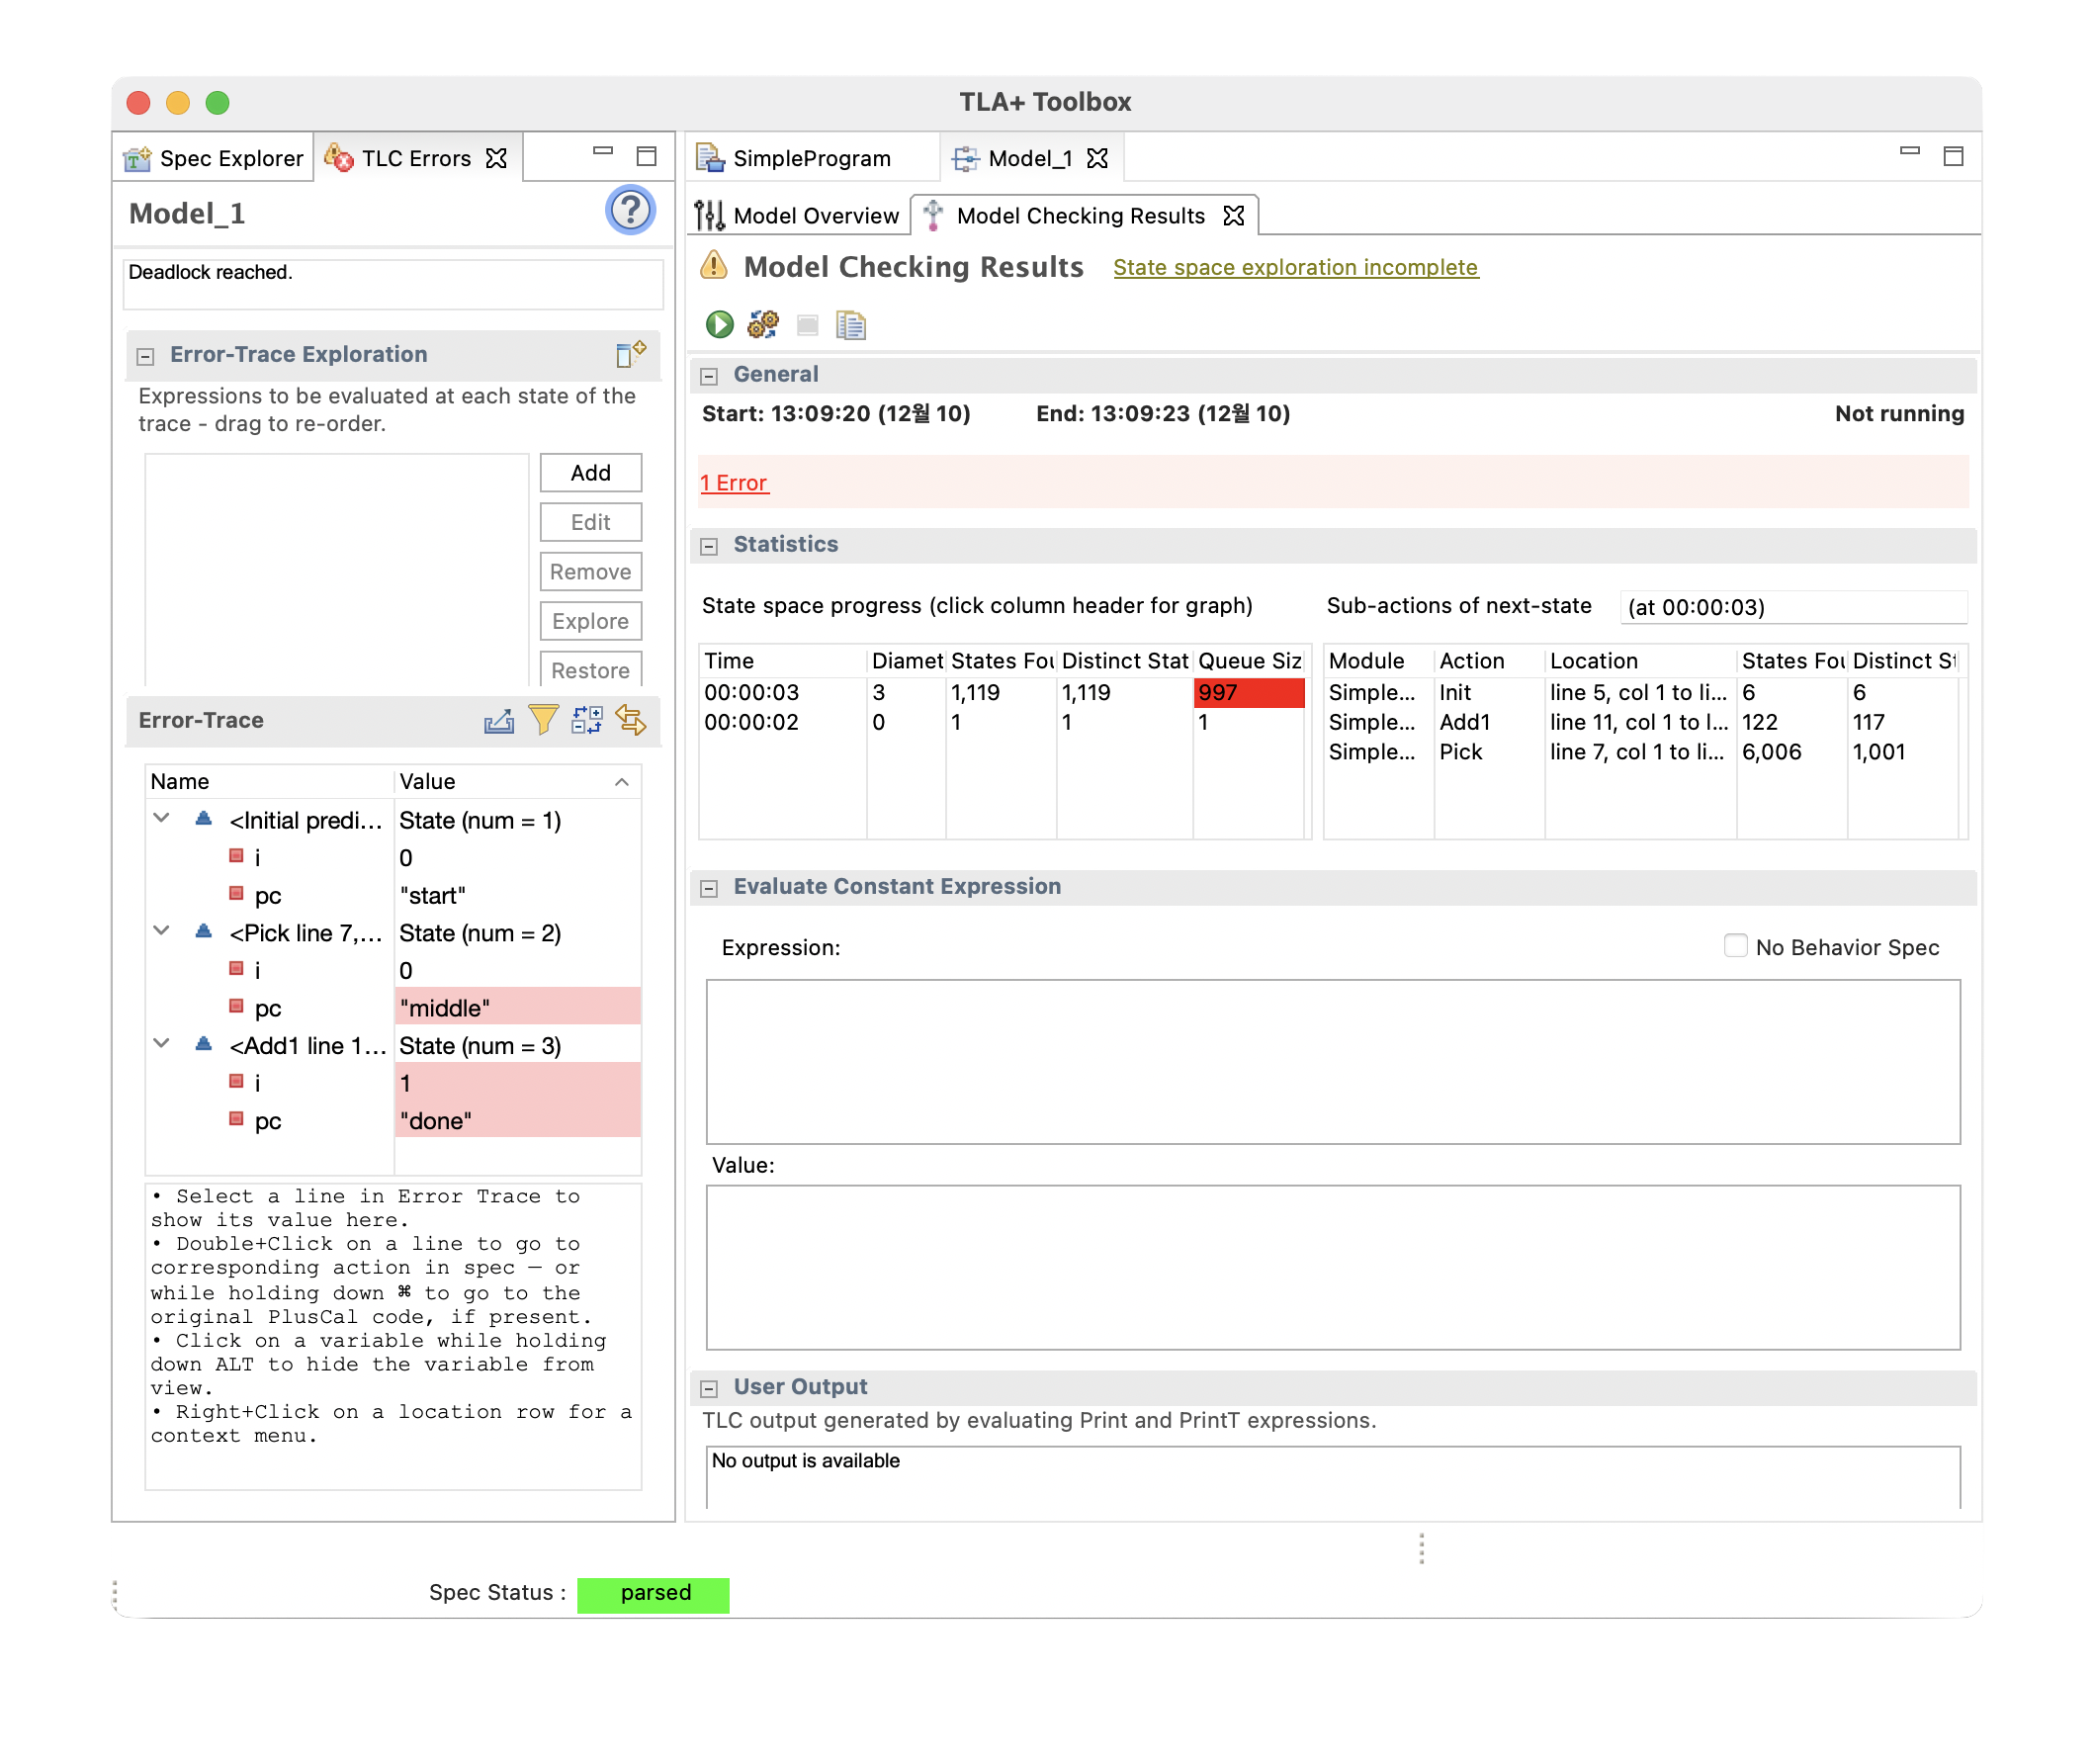 TLA+ Toolbox
Spec Explorer
TLC Errors
Model_1
Deadlock reached.
Error-Trace Exploration
Expressions to be evaluated at each state of the
trace - drag to re-order.
Add
Edit
Remove
Explore
Restore
Error-Trace
Name Value
<Initial predi... State (num = 1)
i 0
pc "start"
<Pick line 7,... State (num = 2)
i 0
pc "middle"
<Add1 line 1... State (num = 3)
i 1
pc "done"
• Select a line in Error Trace to
show its value here.
• Double+Click on a line to go to
corresponding action in spec — or
while holding down ⌘ to go to the
original PlusCal code, if present.
• Click on a variable while holding
down ALT to hide the variable from
view.
• Right+Click on a location row for a
context menu.
SimpleProgram
Model_1
Model Overview
Model Checking Results
Model Checking Results State space exploration incomplete
General
Start: 13:09:20 (12월 10) End: 13:09:23 (12월 10) Not running
1 Error
Statistics
State space progress (click column header for graph)
Time Diamet States Fou Distinct Stat Queue Siz
00:00:03 3 1,119 1,119 997
00:00:02 0 1 1 1
Sub-actions of next-state (at 00:00:03)
Module Action Location States Fou Distinct St
Simple... Init line 5, col 1 to li... 6 6
Simple... Add1 line 11, col 1 to l... 122 117
Simple... Pick line 7, col 1 to li... 6,006 1,001
Evaluate Constant Expression
Expression: No Behavior Spec
Value:
User Output
TLC output generated by evaluating Print and PrintT expressions.
No output is available
Spec Status : parsed